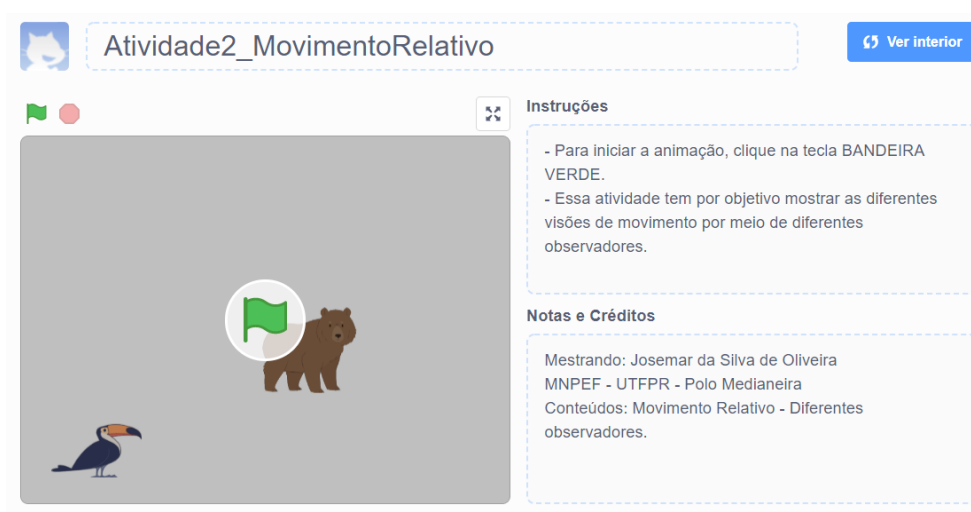 Atividade2_MovimentoRelativo
Ver interior
Instruções
- Para iniciar a animação, clique na tecla BANDEIRA
VERDE.
- Essa atividade tem por objetivo mostrar as diferentes
visões de movimento por meio de diferentes
observadores.
Notas e Créditos
Mestrando: Josemar da Silva de Oliveira
MNPEF - UTFPR - Polo Medianeira
Conteúdos: Movimento Relativo - Diferentes
observadores.